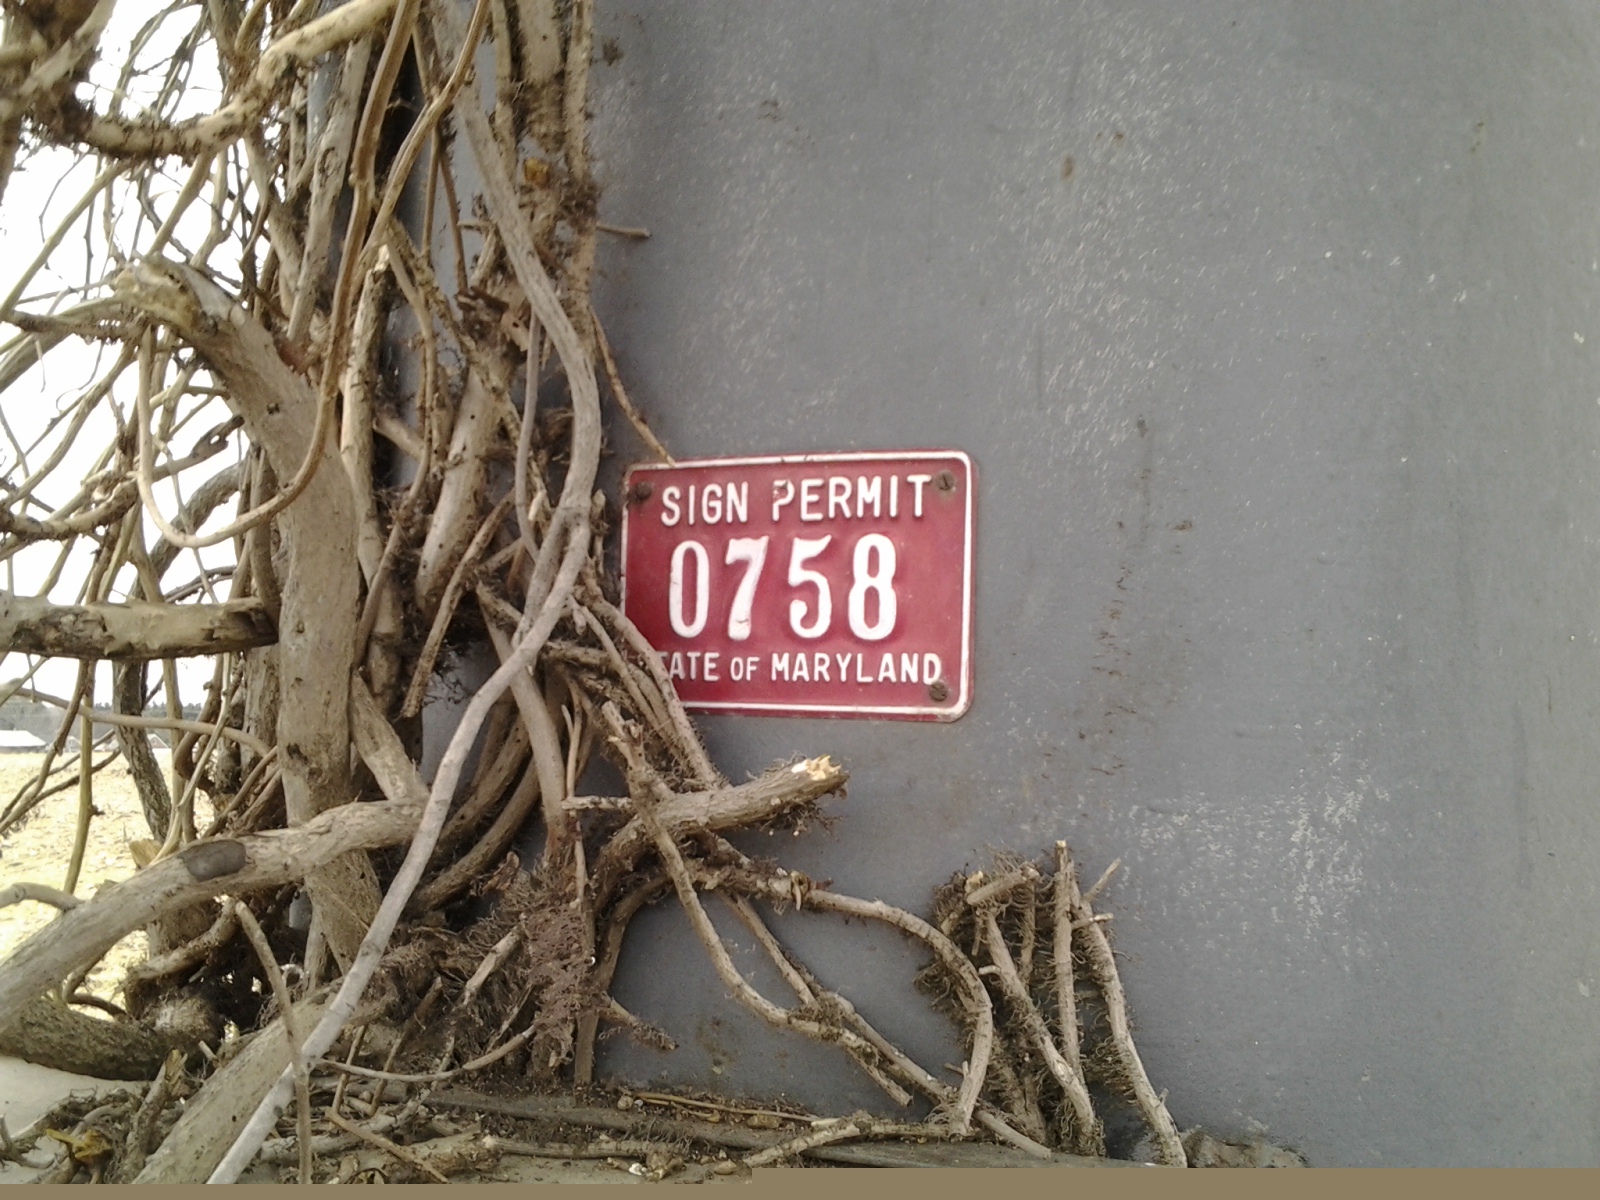 SIGN PERMIT
0758
TATE OF MARYLAND